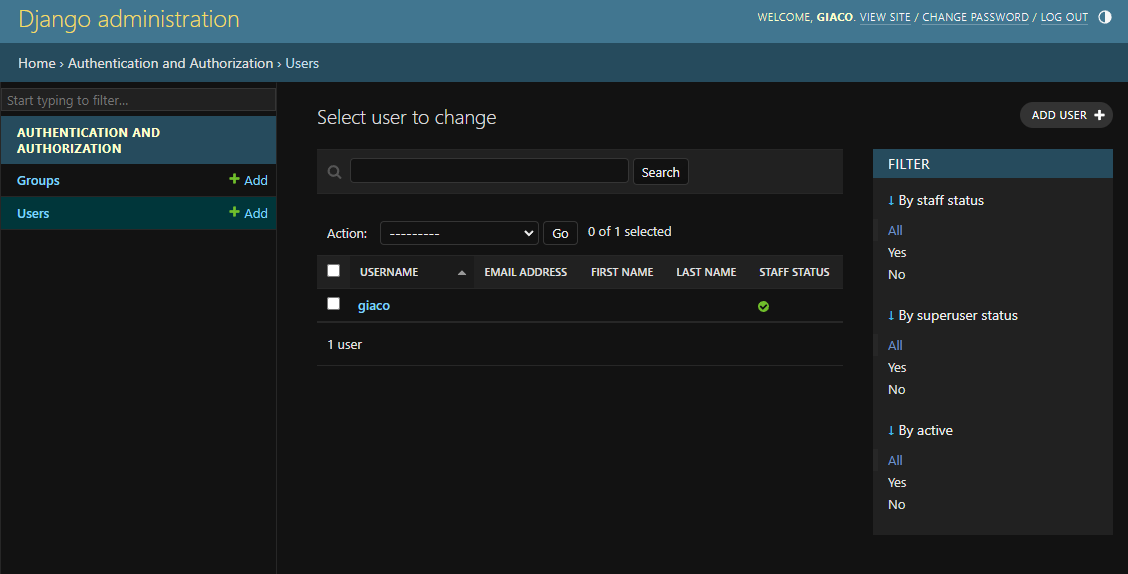 Django administration
WELCOME, GIACO. VIEW SITE / CHANGE PASSWORD / LOG OUT
Home › Authentication and Authorization › Users
Start typing to filter...
AUTHENTICATION AND
AUTHORIZATION
Groups
Add
Users
Add
Select user to change
ADD USER
Search
Action:
---------
Go
0 of 1 selected
USERNAME EMAIL ADDRESS FIRST NAME LAST NAME STAFF STATUS
giaco
1 user
FILTER
↓ By staff status
All
Yes
No
↓ By superuser status
All
Yes
No
↓ By active
All
Yes
No